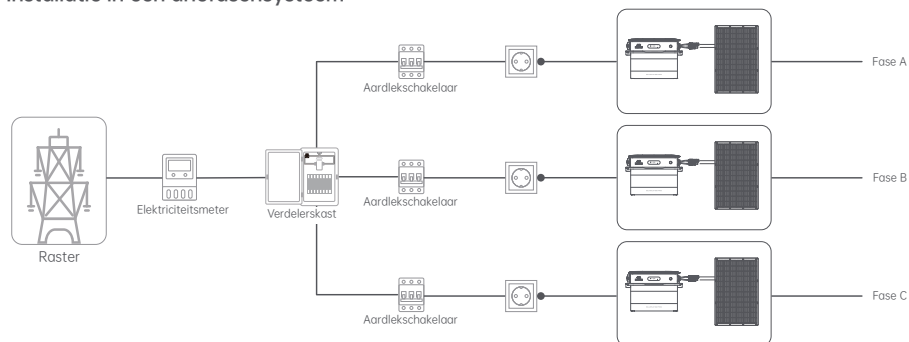 Installatie in een driefasensysteem
Aardlekschakelaar
Fase A
Elektriciteitsmeter
Verdelerskast
Aardlekschakelaar
Fase B
Raster
Aardlekschakelaar
Fase C